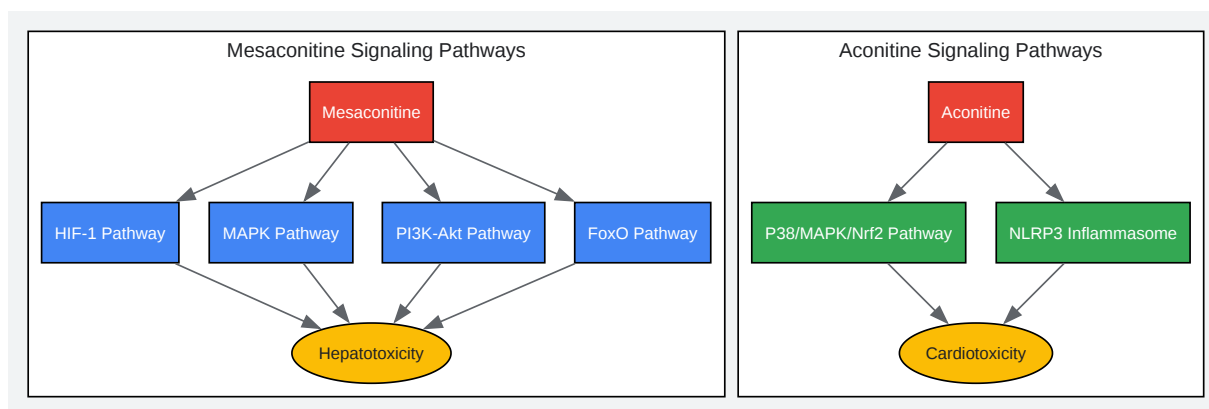 Mesaconitine Signaling Pathways
Mesaconitine
HIF-1 Pathway
MAPK Pathway
PI3K-Akt Pathway
FoxO Pathway
Hepatotoxicity
Aconitine Signaling Pathways
Aconitine
P38/MAPK/Nrf2 Pathway
NLRP3 Inflammasome
Cardiotoxicity